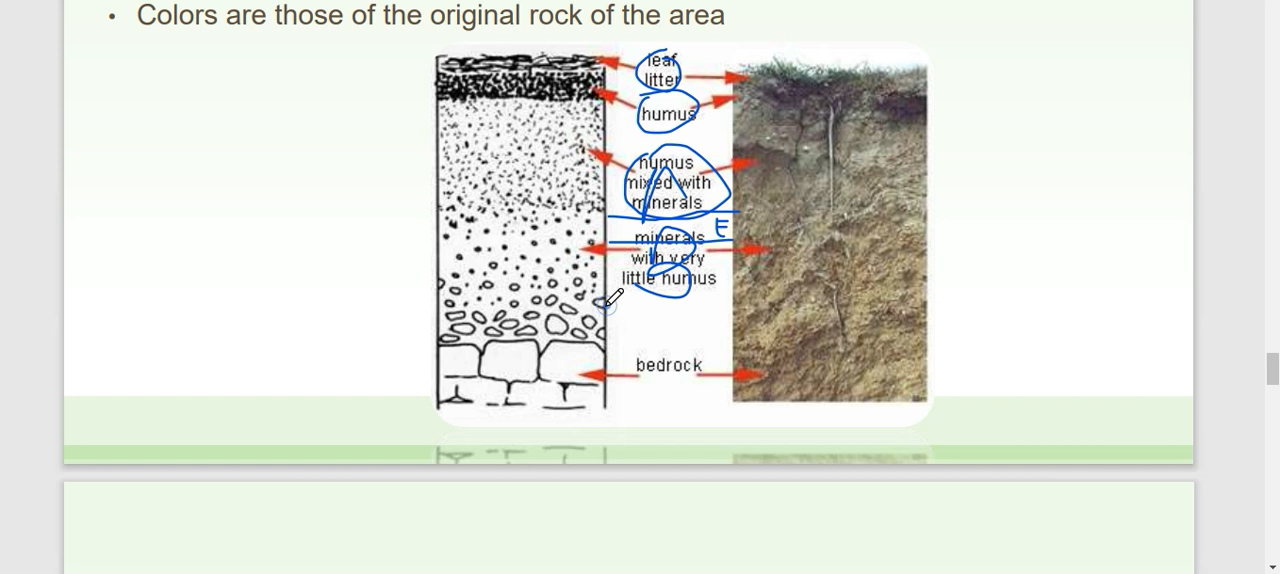 • Colors are those of the original rock of the area
leaf
litter
humus
humus
mixed with
minerals
A
E
minerals
with very
little humus
B
bedrock